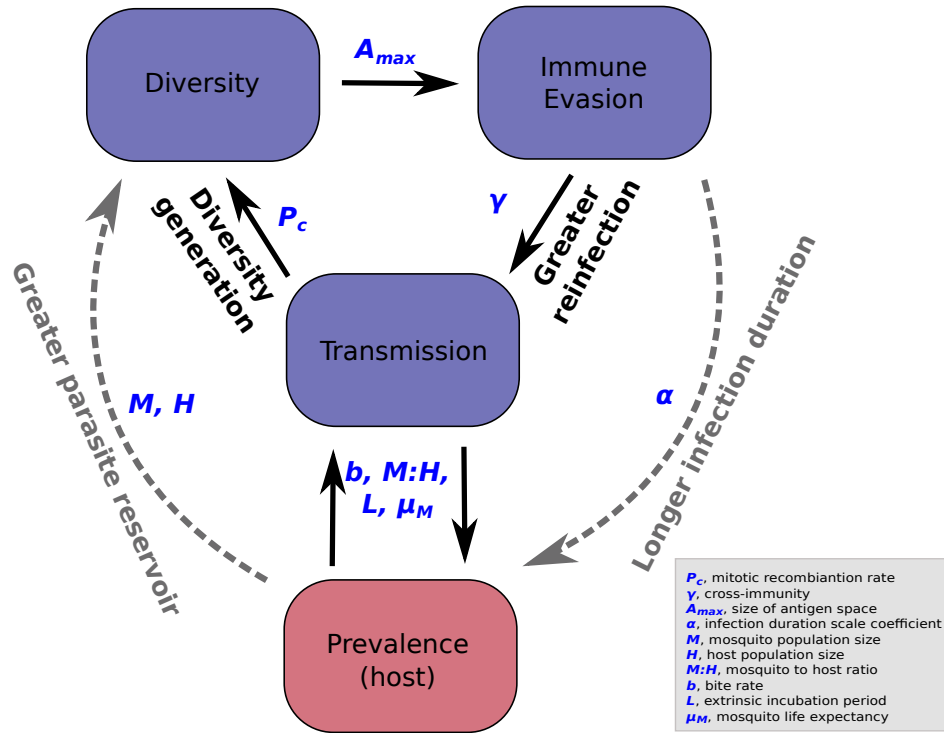 Diversity
A_max
Immune
Evasion
Diversity
generation
P_c
γ
Greater
reinfection
Transmission
Greater parasite reservoir
M, H
α
Longer infection duration
b, M:H,
L, μ_M
Prevalence
(host)
P_c, mitotic recombiantion rate
γ, cross-immunity
A_max, size of antigen space
α, infection duration scale coefficient
M, mosquito population size
H, host population size
M:H, mosquito to host ratio
b, bite rate
L, extrinsic incubation period
μ_M, mosquito life expectancy